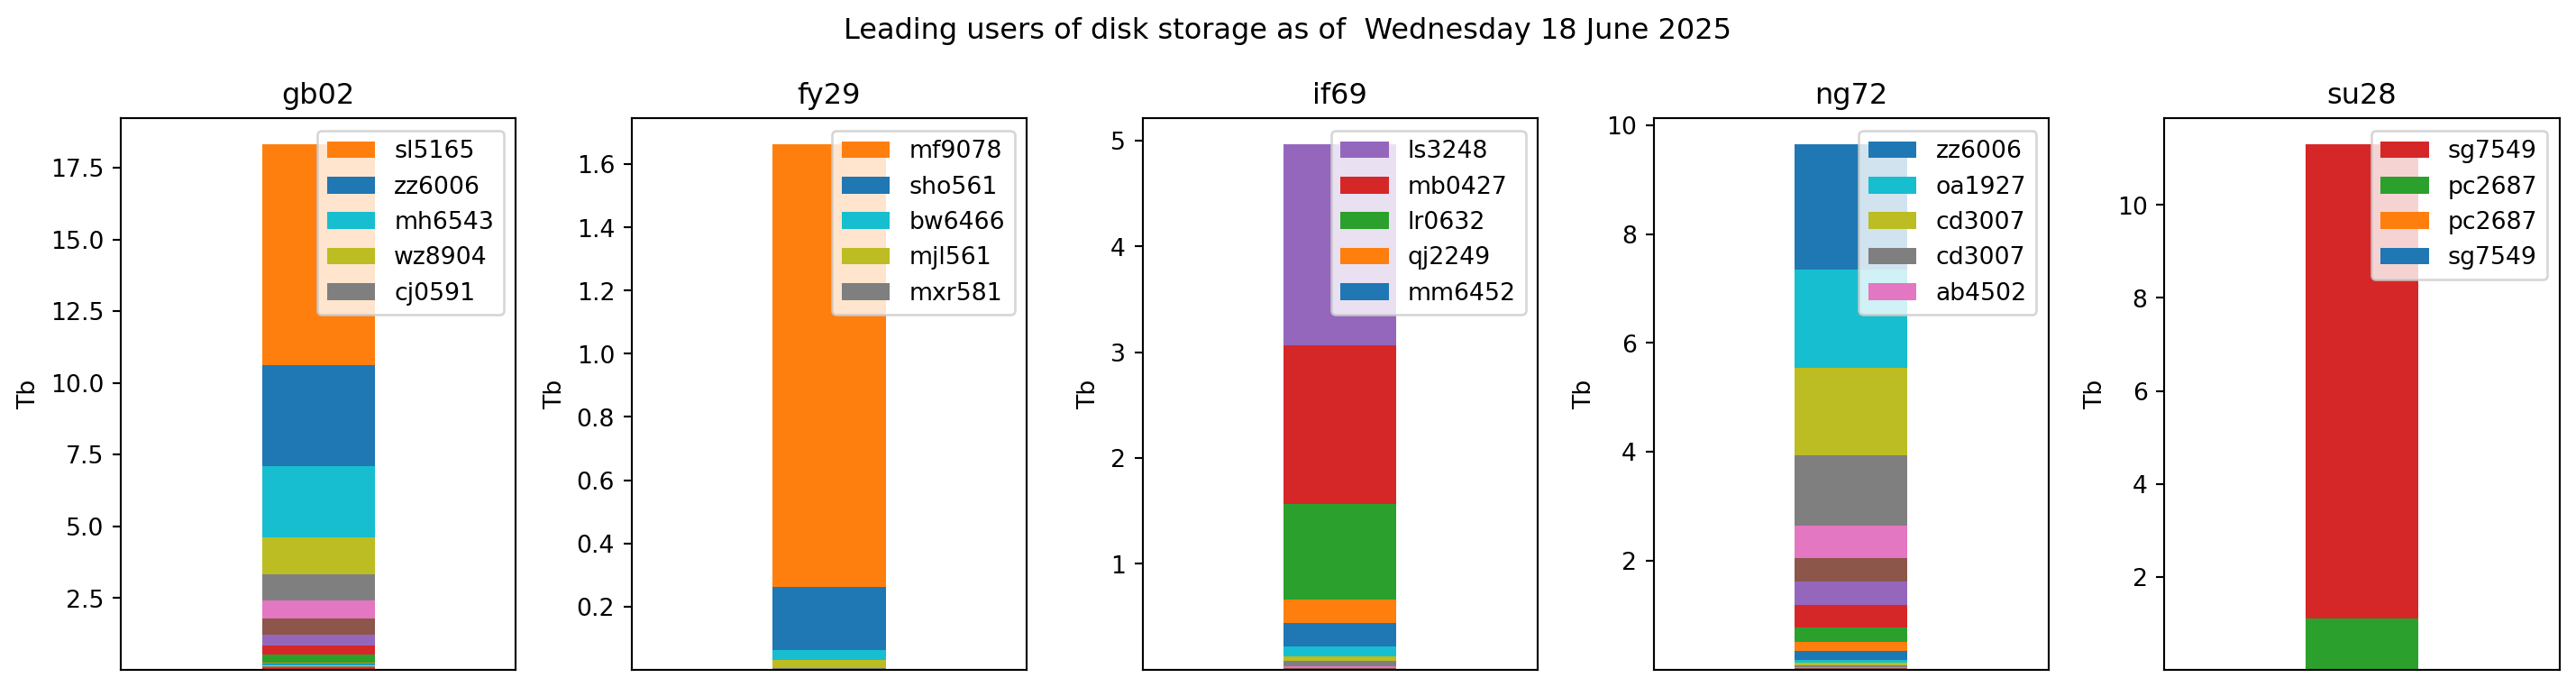 Leading users of disk storage as of  Wednesday 18 June 2025
gb02
Tb
17.5
15.0
12.5
10.0
7.5
5.0
2.5
sl5165
zz6006
mh6543
wz8904
cj0591
fy29
Tb
1.6
1.4
1.2
1.0
0.8
0.6
0.4
0.2
mf9078
sho561
bw6466
mjl561
mxr581
if69
Tb
5
4
3
2
1
ls3248
mb0427
lr0632
qj2249
mm6452
ng72
Tb
10
8
6
4
2
zz6006
oa1927
cd3007
cd3007
ab4502
su28
Tb
10
8
6
4
2
sg7549
pc2687
pc2687
sg7549